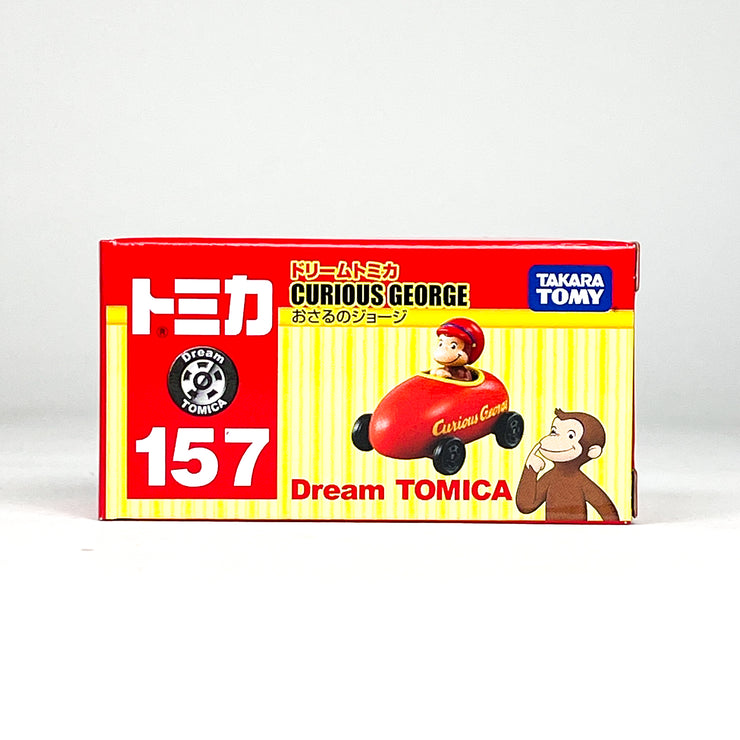 トミカ
®
Dream
TOMICA
157
ドリームトミカ
CURIOUS GEORGE
おさるのジョージ
TAKARA
TOMY
Curious George
Dream TOMICA